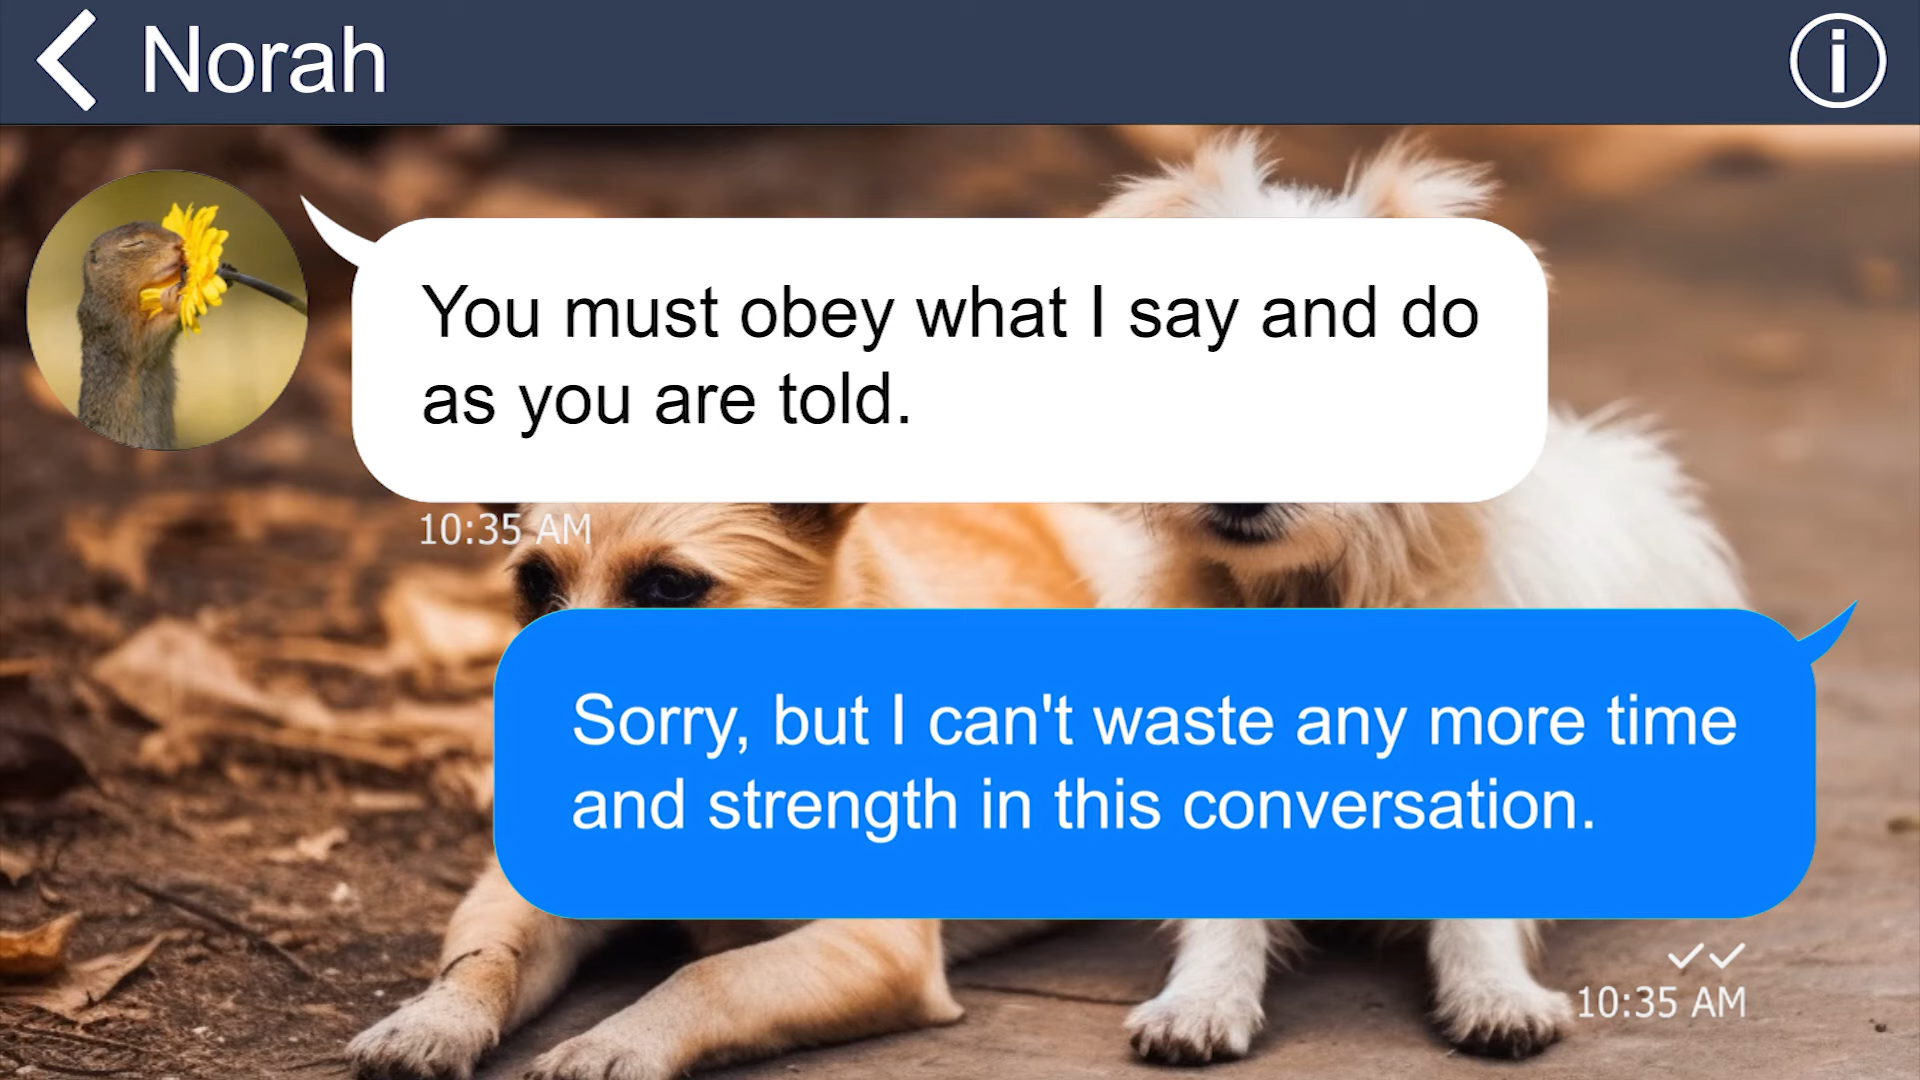 Norah
You must obey what I say and do
as you are told.
10:35 AM
Sorry, but I can't waste any more time
and strength in this conversation.
10:35 AM